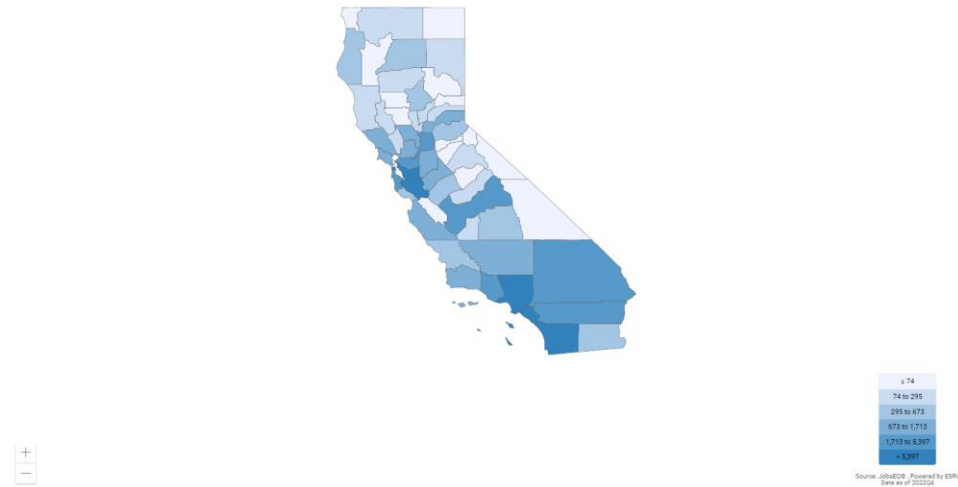 ≤ 74
74 to 295
295 to 673
673 to 1,713
1,713 to 5,397
> 5,397
+
−
Source: JobsEQ®, Powered by ESRI
Data as of 2022Q4